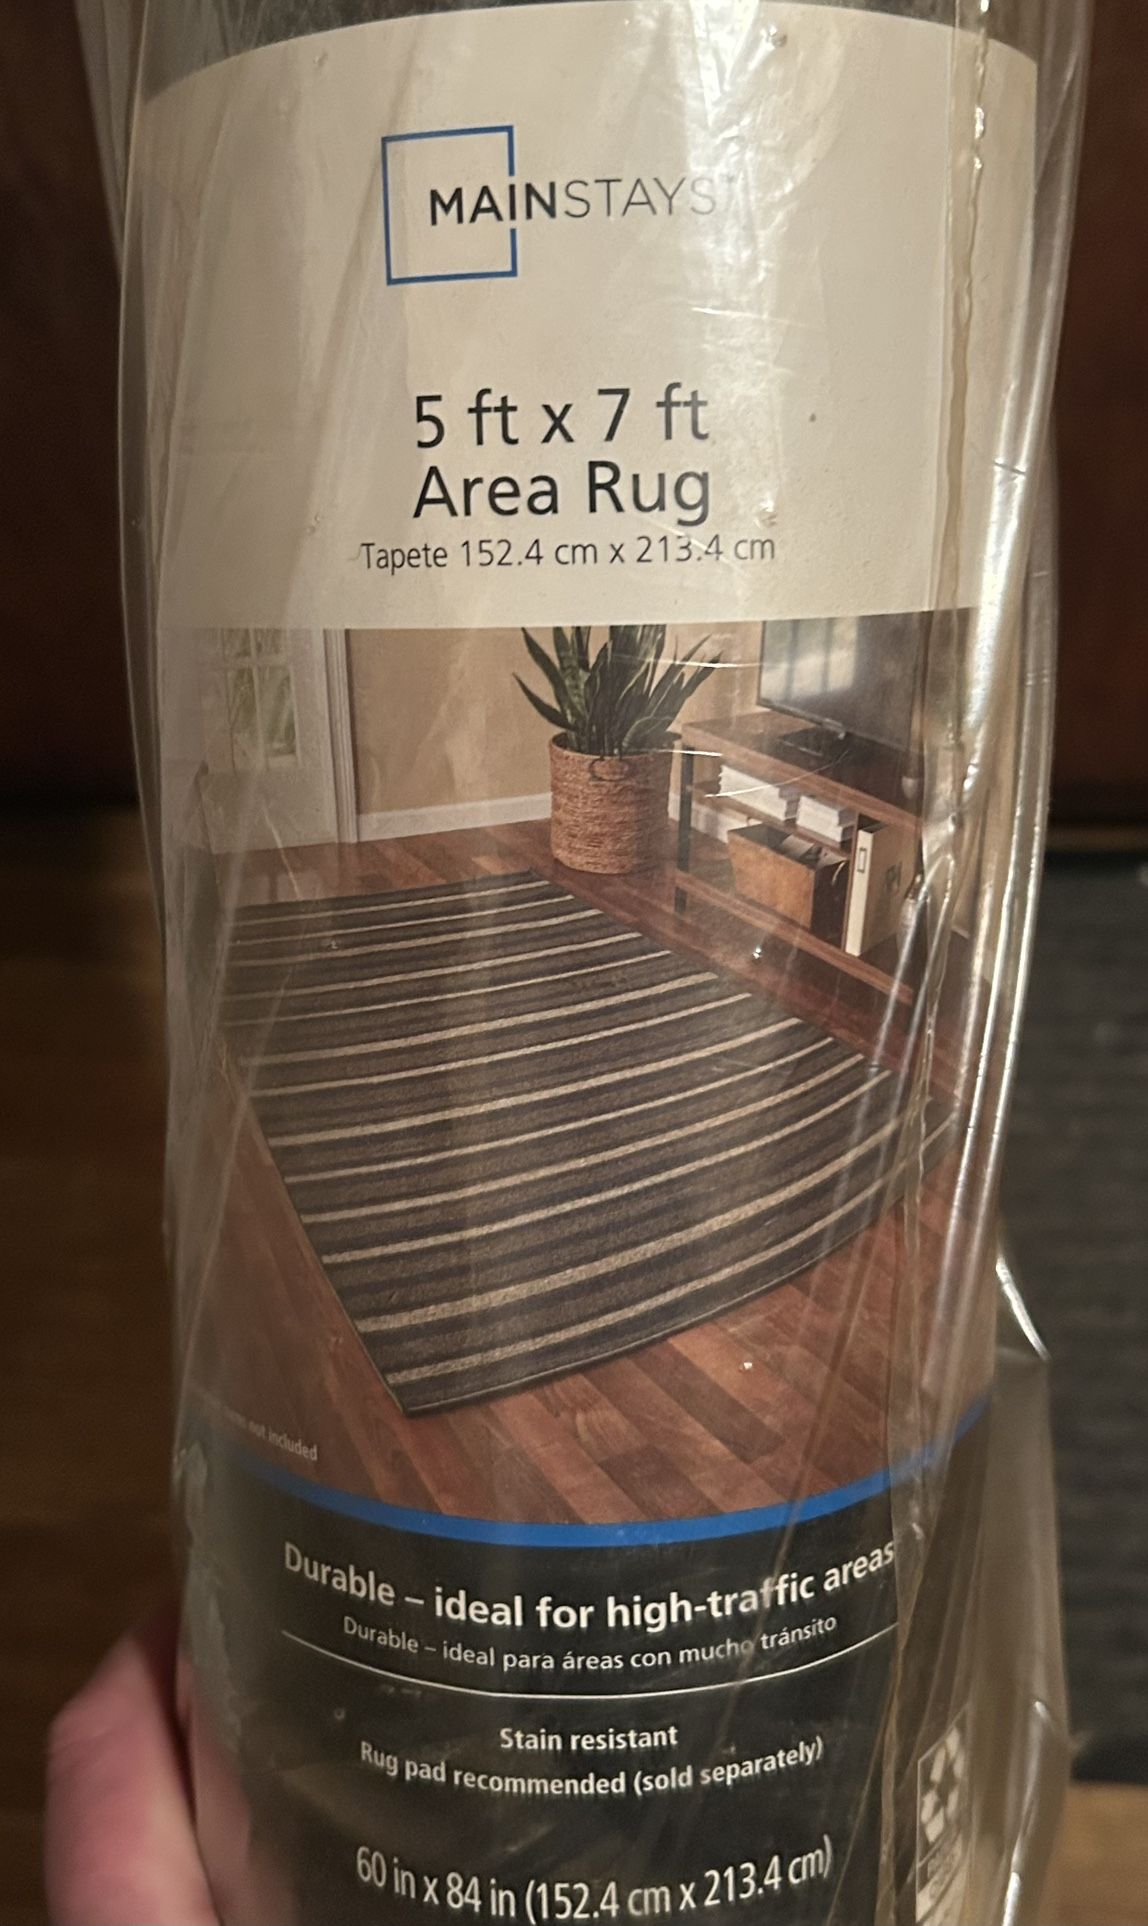 MAINSTAYS
5 ft x 7 ft
Area Rug
Tapete 152.4 cm x 213.4 cm
not included
Durable – ideal for high-traffic areas
Durable – ideal para áreas con mucho tránsito
Stain resistant
Rug pad recommended (sold separately)
60 in x 84 in (152.4 cm x 213.4 cm)